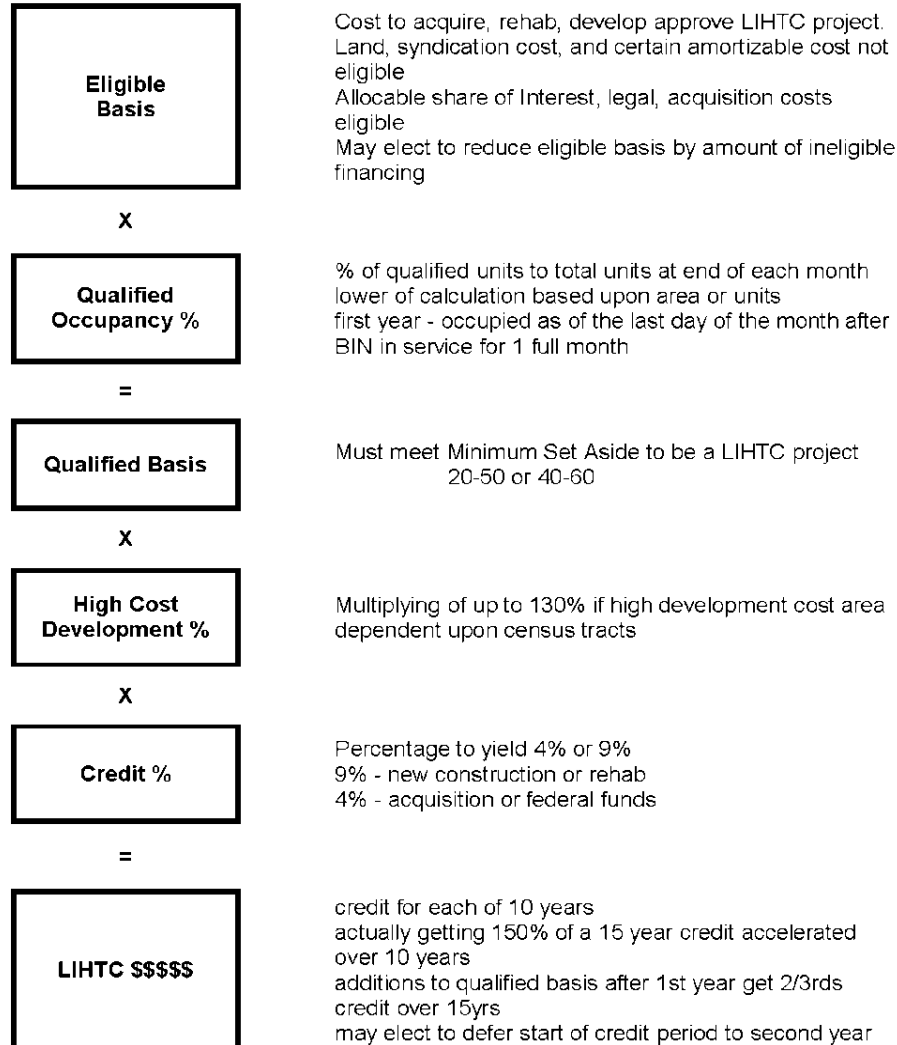 Eligible
Basis
Cost to acquire, rehab, develop approve LIHTC project.
Land, syndication cost, and certain amortizable cost not
eligible
Allocable share of Interest, legal, acquisition costs
eligible
May elect to reduce eligible basis by amount of ineligible
financing
X
Qualified
Occupancy %
% of qualified units to total units at end of each month
lower of calculation based upon area or units
first year - occupied as of the last day of the month after
BIN in service for 1 full month
=
Qualified Basis
Must meet Minimum Set Aside to be a LIHTC project
20-50 or 40-60
X
High Cost
Development %
Multiplying of up to 130% if high development cost area
dependent upon census tracts
X
Credit %
Percentage to yield 4% or 9%
9% - new construction or rehab
4% - acquisition or federal funds
=
LIHTC $$$$$
credit for each of 10 years
actually getting 150% of a 15 year credit accelerated
over 10 years
additions to qualified basis after 1st year get 2/3rds
credit over 15yrs
may elect to defer start of credit period to second year